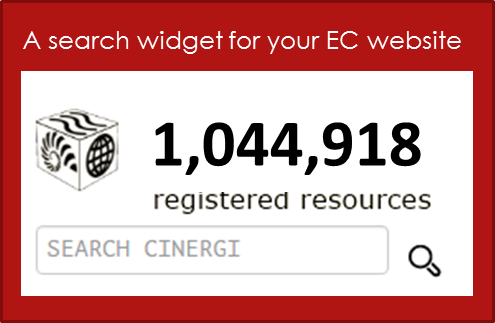 A search widget for your EC website
1,044,918
registered resources
SEARCH CINERGI